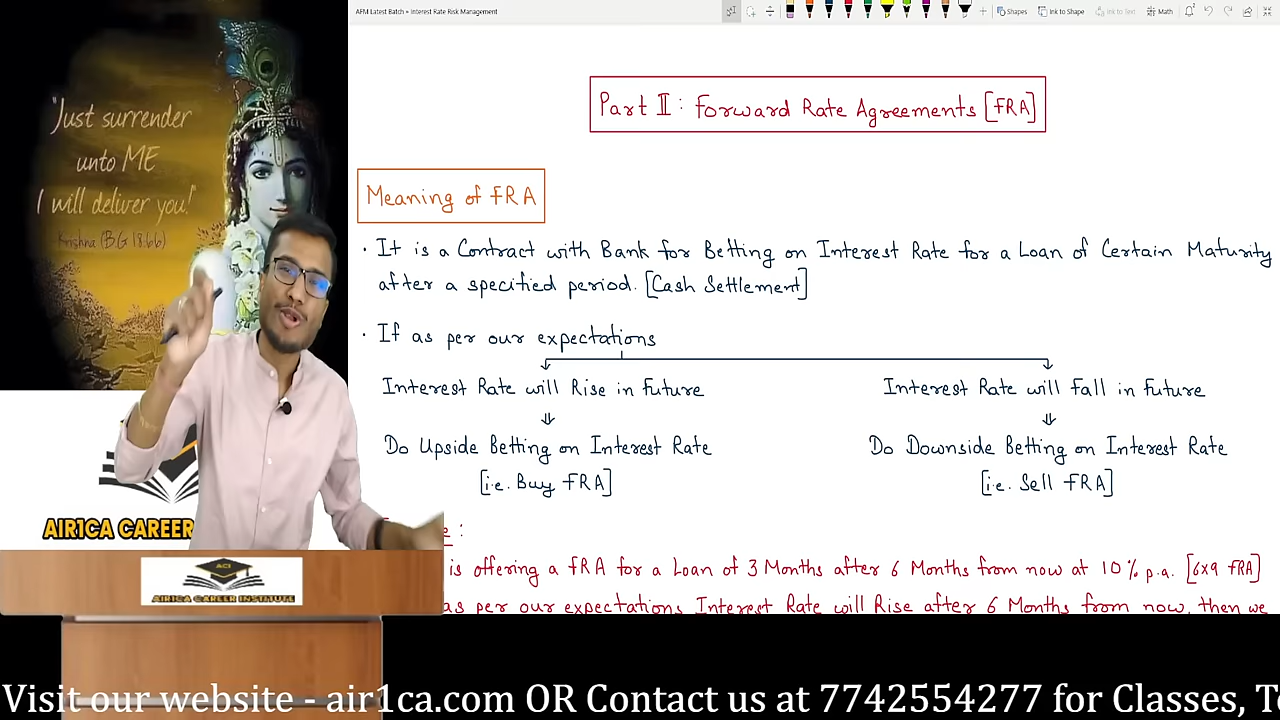 AFM Latest Batch » Interest Rate Risk Management
Shapes
Ink to Shape
Ink to Text
Math
"Just surrender
unto ME
I will deliver you!"
- Krishna (BG 18:66)
Part II : Forward Rate Agreements [FRA]
Meaning of FRA
· It is a Contract with Bank for Betting on Interest Rate for a Loan of Certain Maturity
after a specified period. [Cash Settlement]
· If as per our expectations
Interest Rate will Rise in Future
Interest Rate will Fall in Future
⇓
⇓
Do Upside Betting on Interest Rate
Do Downside Betting on Interest Rate
[i.e. Buy FRA]
[i.e. Sell FRA]
:
is offering a FRA for a Loan of 3 Months after 6 Months from now at 10% p.a. [6x9 FRA]
as per our expectations Interest Rate will Rise after 6 Months from now, then we
AIR1CA CAREER
ACI
AIR1CA CAREER INSTITUTE
Visit our website - air1ca.com OR Contact us at 7742554277 for Classes, T